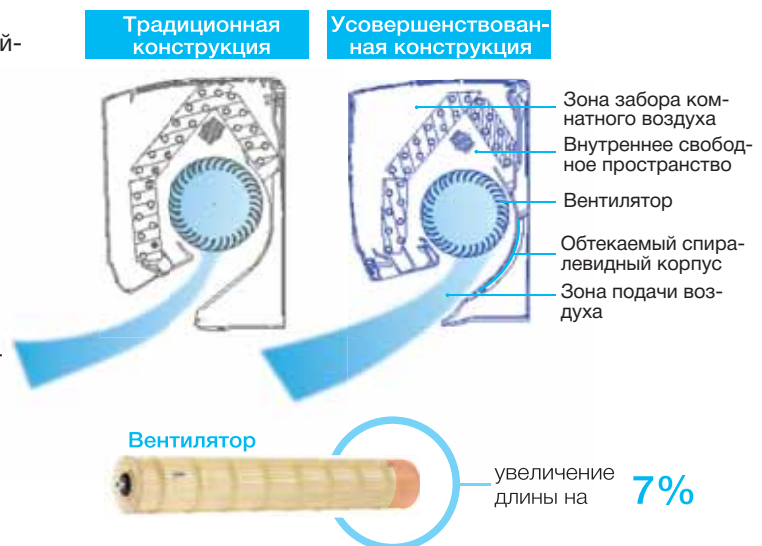 й-
Традиционная
конструкция
Усовершенствован-
ная конструкция
Зона забора ком-
натного воздуха
Внутреннее свобод-
ное пространство
Вентилятор
Обтекаемый спира-
левидный корпус
Зона подачи воз-
духа
Вентилятор
увеличение
длины на
7%